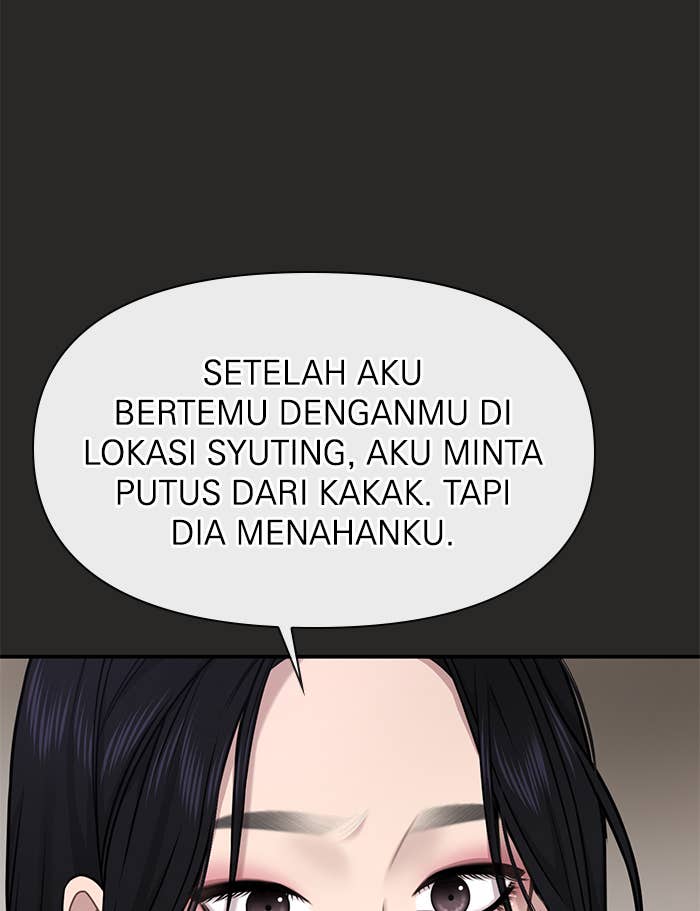 SETELAH AKU
BERTEMU DENGANMU DI
LOKASI SYUTING, AKU MINTA
PUTUS DARI KAKAK. TAPI
DIA MENAHANKU.